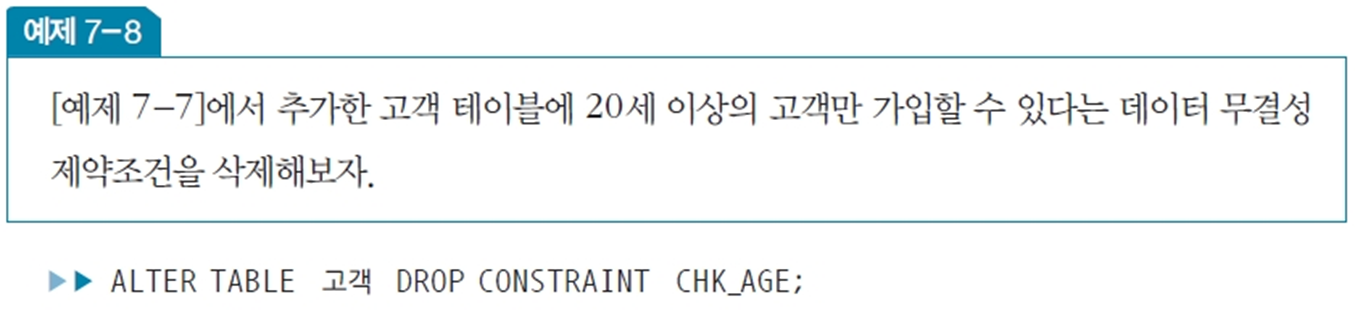 예제 7-8
[예제 7-7]에서 추가한 고객 테이블에 20세 이상의 고객만 가입할 수 있다는 데이터 무결성
제약조건을 삭제해보자.
▶▶ ALTER TABLE 고객 DROP CONSTRAINT CHK_AGE;